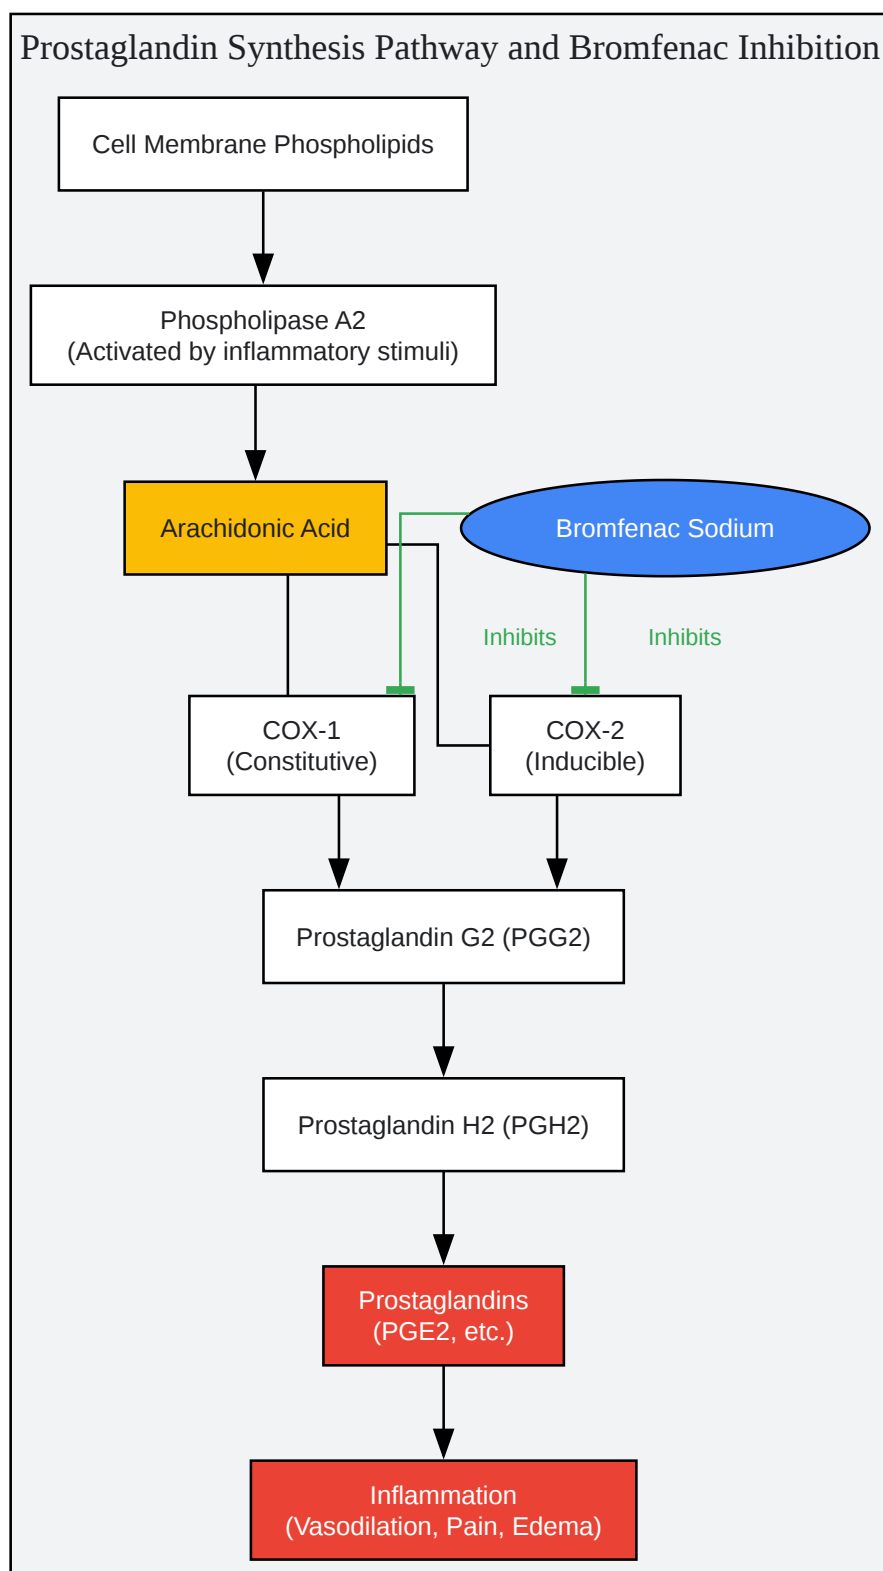 Prostaglandin Synthesis Pathway and Bromfenac Inhibition
Cell Membrane Phospholipids
Phospholipase A2
(Activated by inflammatory stimuli)
Arachidonic Acid
Bromfenac Sodium
Inhibits
Inhibits
COX-1
(Constitutive)
COX-2
(Inducible)
Prostaglandin G2 (PGG2)
Prostaglandin H2 (PGH2)
Prostaglandins
(PGE2, etc.)
Inflammation
(Vasodilation, Pain, Edema)